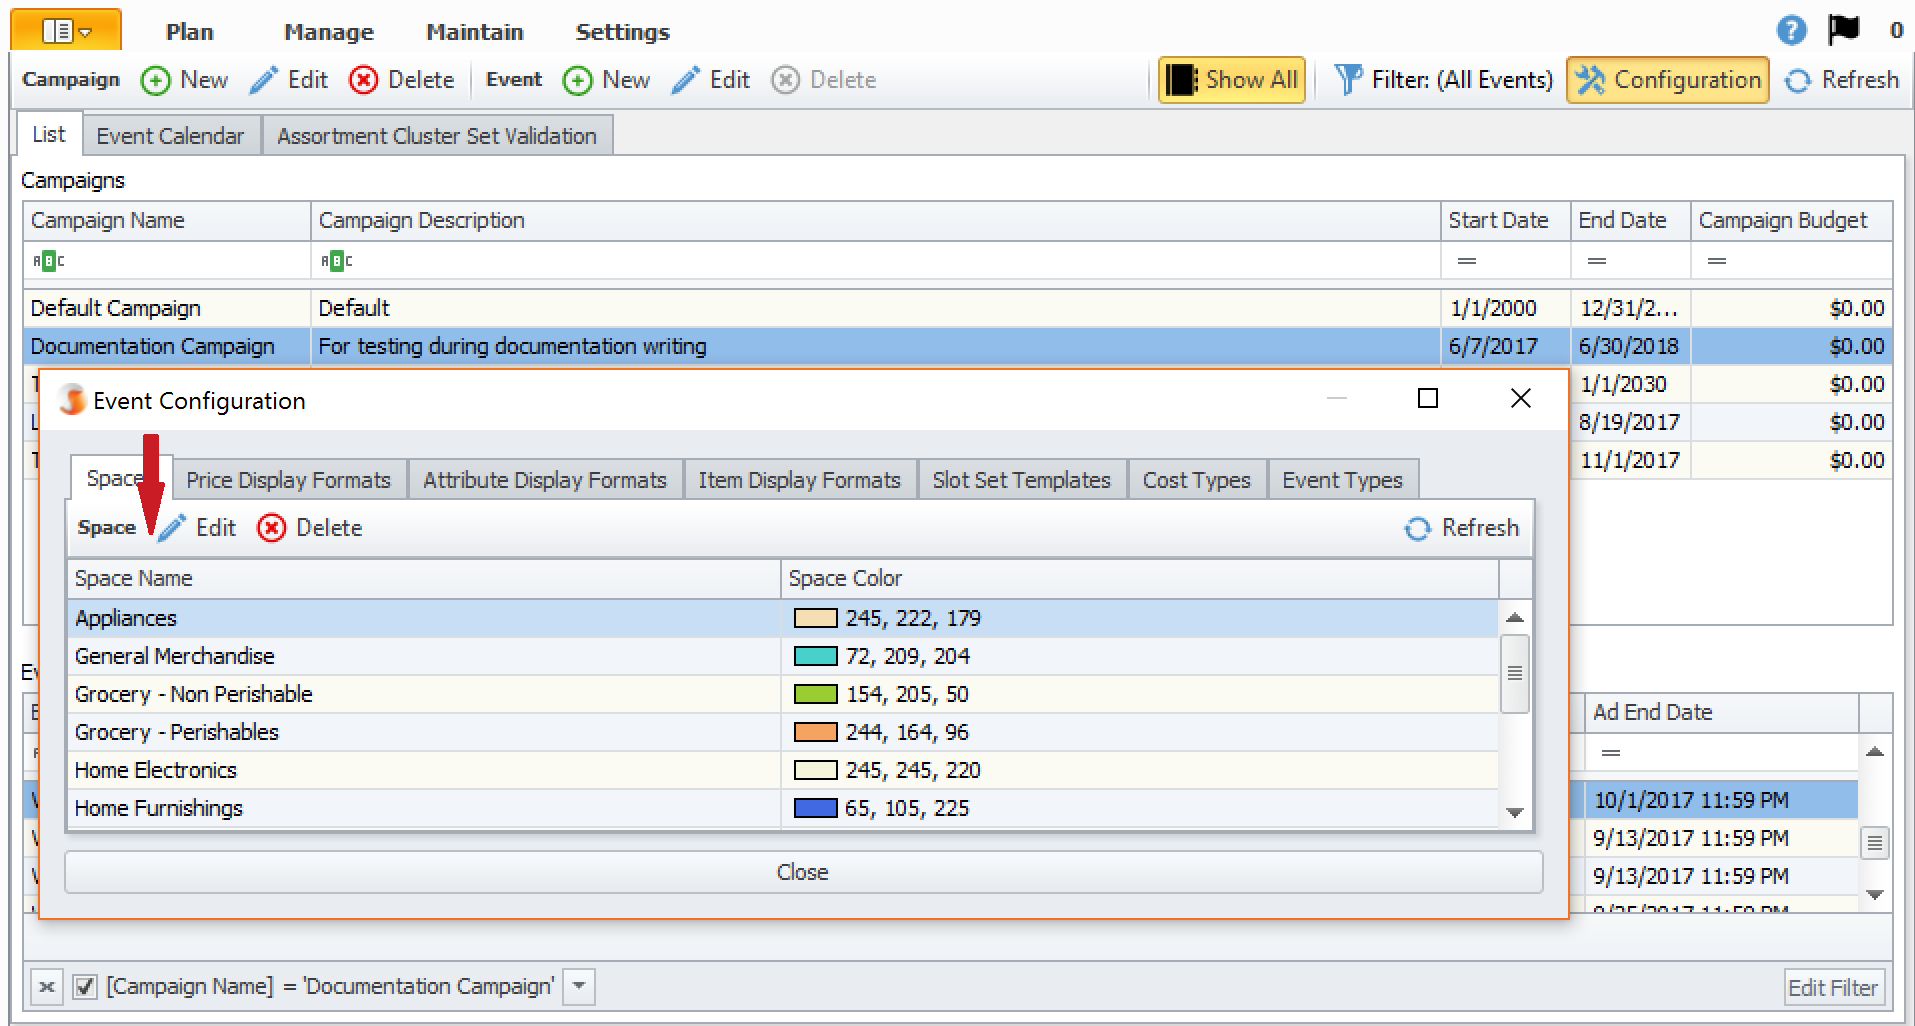 Plan Manage Maintain Settings ? 0
Campaign New Edit Delete Event New Edit Delete Show All Filter: (All Events) Configuration Refresh
List Event Calendar Assortment Cluster Set Validation
Campaigns
Campaign Name Campaign Description Start Date End Date Campaign Budget
ABC ABC = = =
Default Campaign Default 1/1/2000 12/31/2... $0.00
Documentation Campaign For testing during documentation writing 6/7/2017 6/30/2018 $0.00
1/1/2030 $0.00
8/19/2017 $0.00
11/1/2017 $0.00
Event Configuration
Space Price Display Formats Attribute Display Formats Item Display Formats Slot Set Templates Cost Types Event Types
Space Edit Delete Refresh
Space Name Space Color
Appliances 245, 222, 179
General Merchandise 72, 209, 204
Grocery - Non Perishable 154, 205, 50
Grocery - Perishables 244, 164, 96
Home Electronics 245, 245, 220
Home Furnishings 65, 105, 225
Close
Ad End Date
=
10/1/2017 11:59 PM
9/13/2017 11:59 PM
9/13/2017 11:59 PM
[Campaign Name] = 'Documentation Campaign' Edit Filter